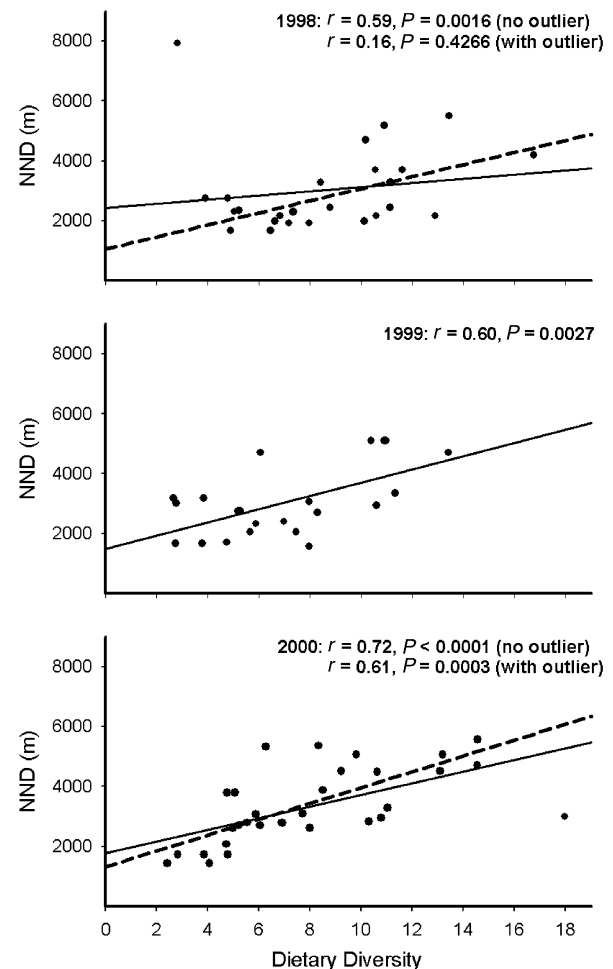 1998: r = 0.59, P = 0.0016 (no outlier)
r = 0.16, P = 0.4266 (with outlier)
8000
6000
4000
2000
NND (m)
1999: r = 0.60, P = 0.0027
8000
6000
4000
2000
NND (m)
2000: r = 0.72, P < 0.0001 (no outlier)
r = 0.61, P = 0.0003 (with outlier)
8000
6000
4000
2000
NND (m)
0 2 4 6 8 10 12 14 16 18
Dietary Diversity